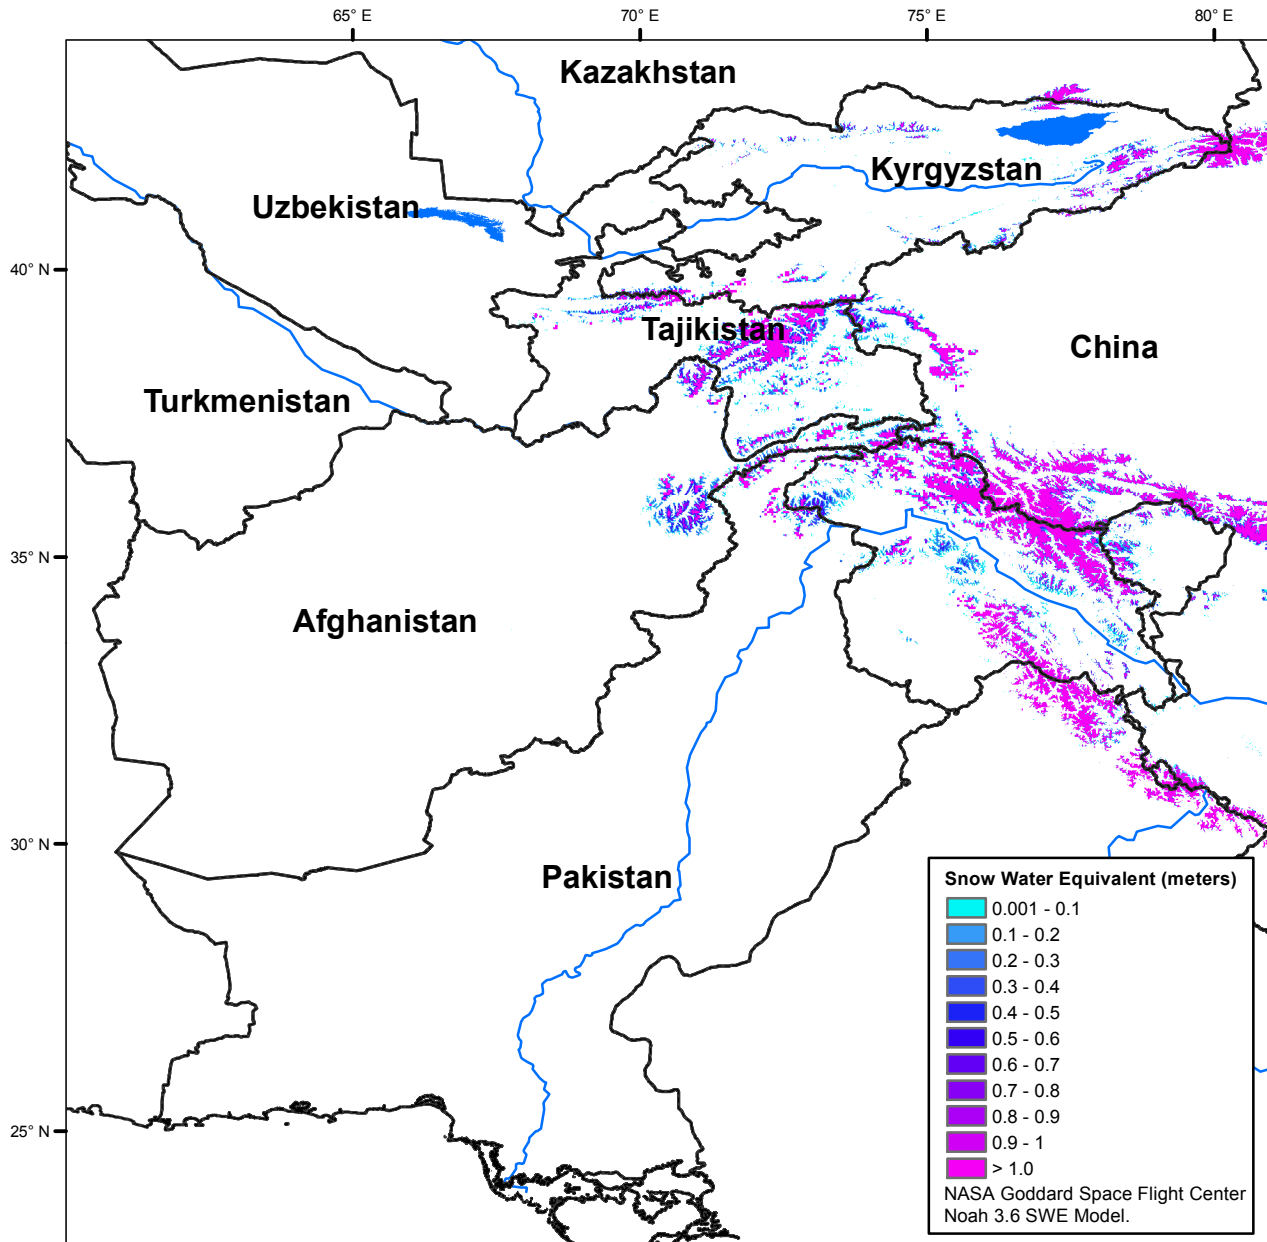 65° E
70° E
75° E
80° E
Kazakhstan
Kyrgyzstan
Uzbekistan
40° N
Tajikistan
China
Turkmenistan
35° N
Afghanistan
30° N
Pakistan
25° N
Snow Water Equivalent (meters)
0.001 - 0.1
0.1 - 0.2
0.2 - 0.3
0.3 - 0.4
0.4 - 0.5
0.5 - 0.6
0.6 - 0.7
0.7 - 0.8
0.8 - 0.9
0.9 - 1
> 1.0
NASA Goddard Space Flight Center
Noah 3.6 SWE Model.